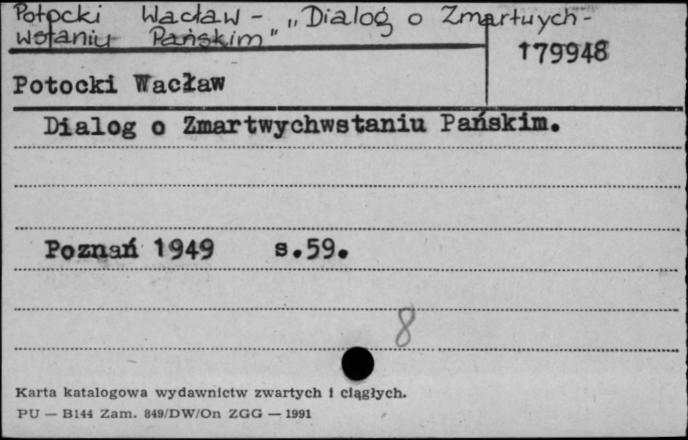 Potocki Wacław - „Dialog o Zmartwych-
wstaniu Pańskim"
179948
Potocki Wacław
Dialog o Zmartwychwstaniu Pańskim.
Poznań 1949 s.59.
8
Karta katalogowa wydawnictw zwartych i ciągłych.
PU — B144 Zam. 849/DW/On ZGG — 1991